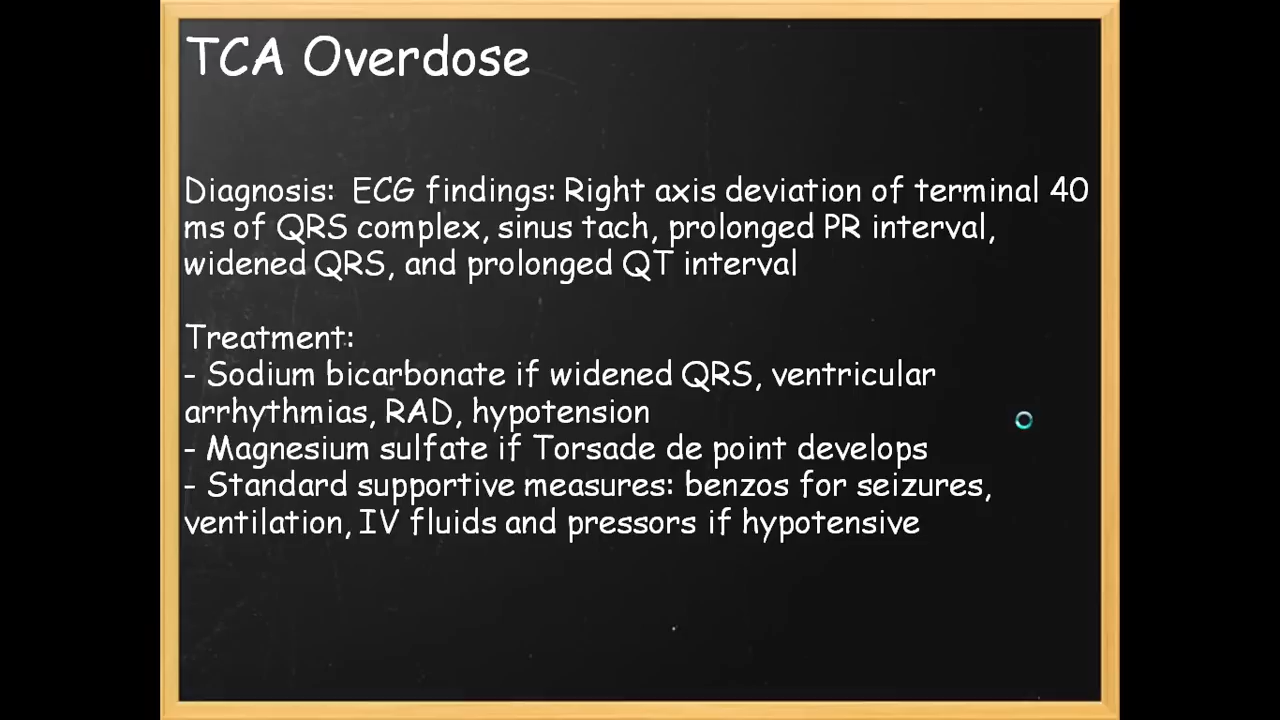 TCA Overdose
Diagnosis:  ECG findings: Right axis deviation of terminal 40
ms of QRS complex, sinus tach, prolonged PR interval,
widened QRS, and prolonged QT interval
Treatment:
- Sodium bicarbonate if widened QRS, ventricular
arrhythmias, RAD, hypotension
- Magnesium sulfate if Torsade de point develops
- Standard supportive measures: benzos for seizures,
ventilation, IV fluids and pressors if hypotensive